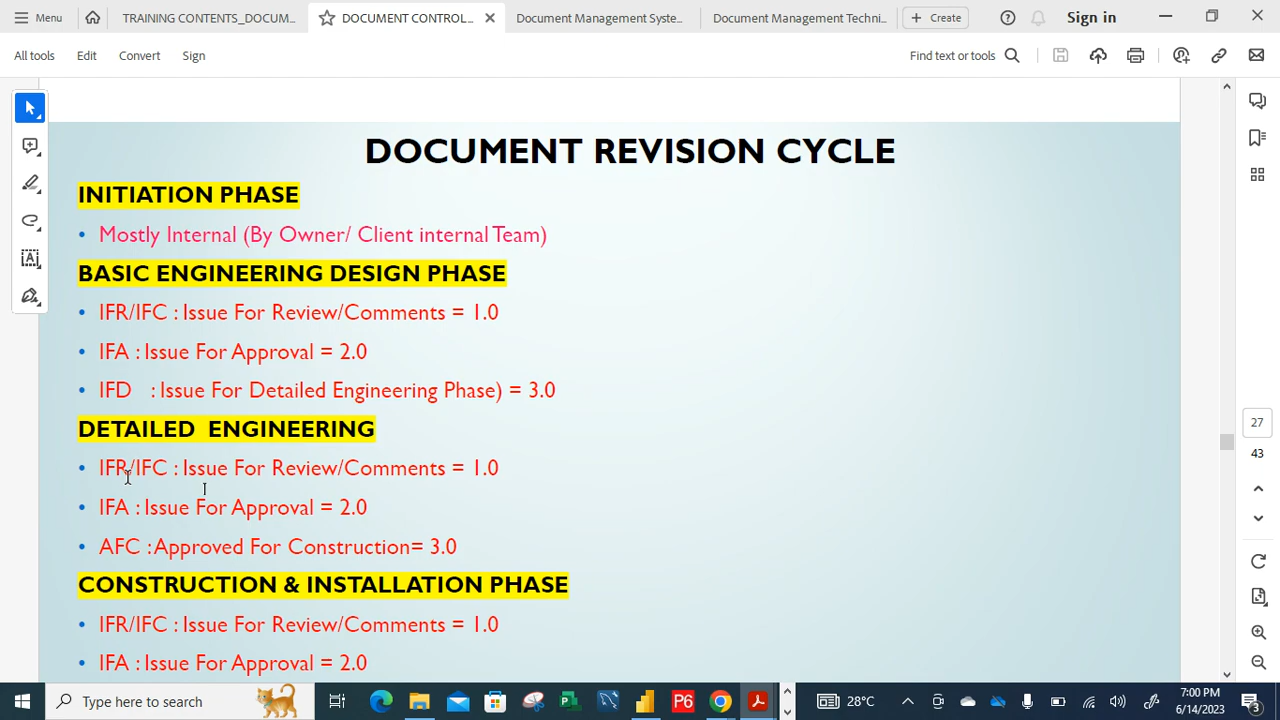 Menu
TRAINING CONTENTS_DOCUM...
DOCUMENT CONTROL...
Document Management Syste...
Document Management Techni...
Create
Sign in
All tools
Edit
Convert
Sign
Find text or tools
DOCUMENT REVISION CYCLE
INITIATION PHASE
• Mostly Internal (By Owner/ Client internal Team)
BASIC ENGINEERING DESIGN PHASE
• IFR/IFC : Issue For Review/Comments = 1.0
• IFA : Issue For Approval = 2.0
• IFD : Issue For Detailed Engineering Phase) = 3.0
DETAILED ENGINEERING
• IFR/IFC : Issue For Review/Comments = 1.0
• IFA : Issue For Approval = 2.0
• AFC : Approved For Construction= 3.0
CONSTRUCTION & INSTALLATION PHASE
• IFR/IFC : Issue For Review/Comments = 1.0
• IFA : Issue For Approval = 2.0
27
43
Type here to search
P6
28°C
7:00 PM
6/14/2023
3